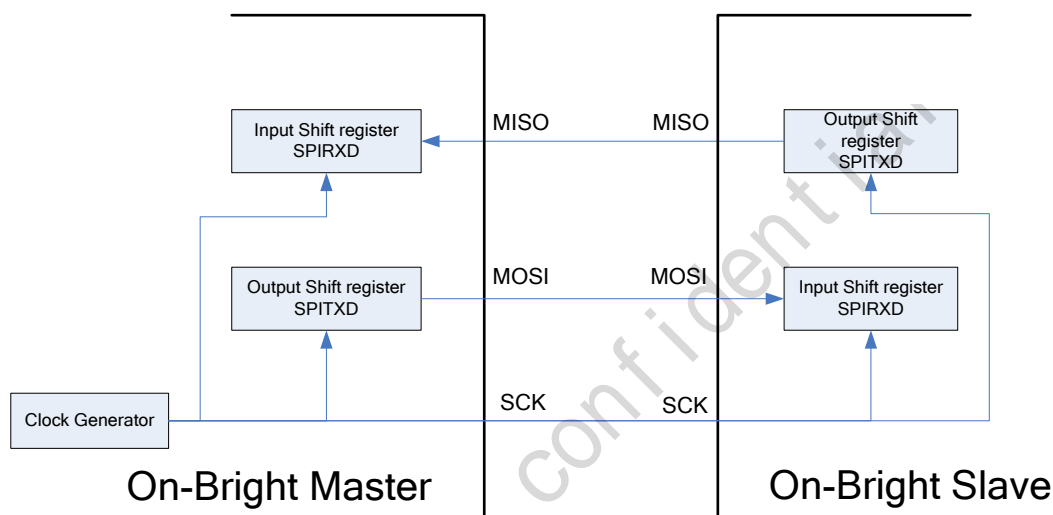 MISO
MISO
Input Shift register
SPIRXD
Output Shift
register
SPITXD
MOSI
MOSI
Output Shift register
SPITXD
Input Shift register
SPIRXD
SCK
SCK
Clock Generator
On-Bright Master
On-Bright Slave
confidential